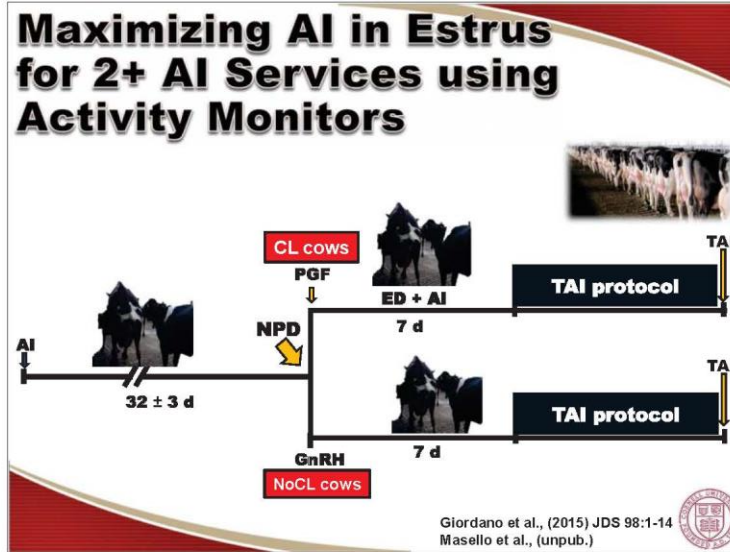 Maximizing AI in Estrus
for 2+ AI Services using
Activity Monitors
CL cows
PGF
ED + AI
TAI protocol
TA
7 d
NPD
AI
32 ± 3 d
TAI protocol
TA
7 d
GnRH
NoCL cows
Giordano et al., (2015) JDS 98:1-14
Masello et al., (unpub.)